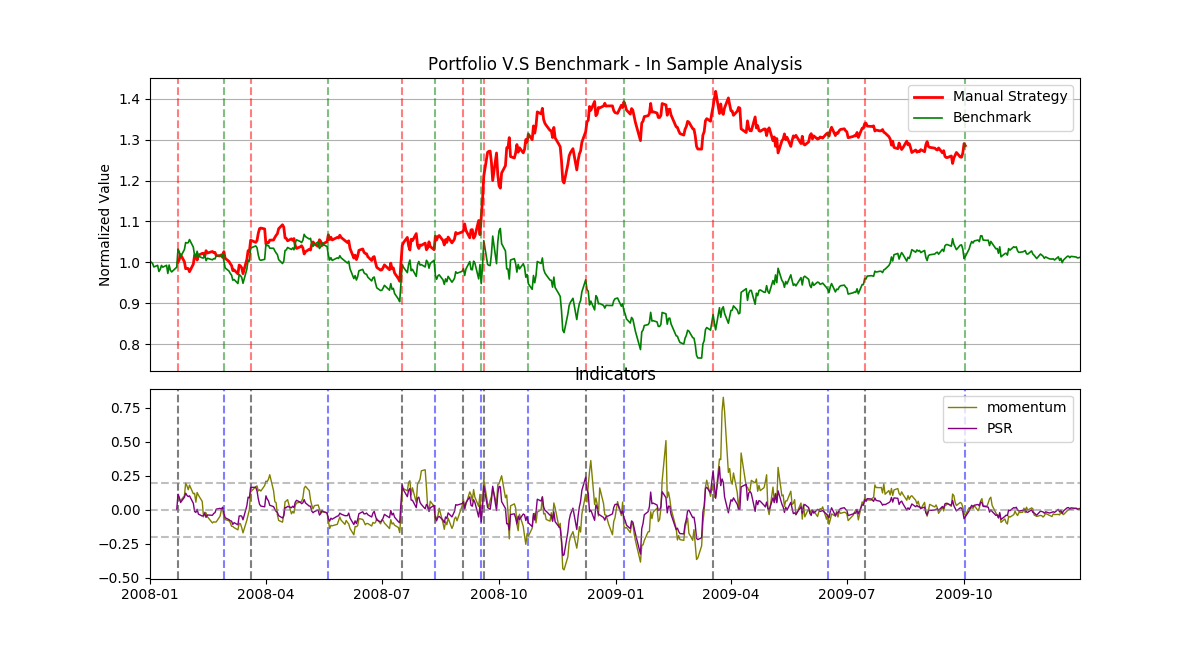 Portfolio V.S Benchmark - In Sample Analysis
Normalized Value
1.4
1.3
1.2
1.1
1.0
0.9
0.8
Manual Strategy
Benchmark
Indicators
0.75
0.50
0.25
0.00
−0.25
−0.50
momentum
PSR
2008-01 2008-04 2008-07 2008-10 2009-01 2009-04 2009-07 2009-10